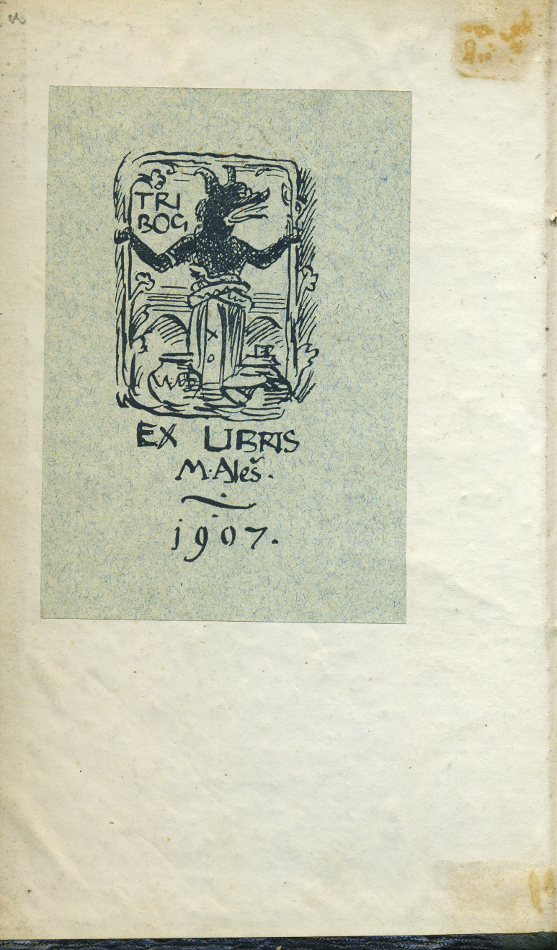 TRI
BOG
EX LIBRIS
M. Aleš.
1907.